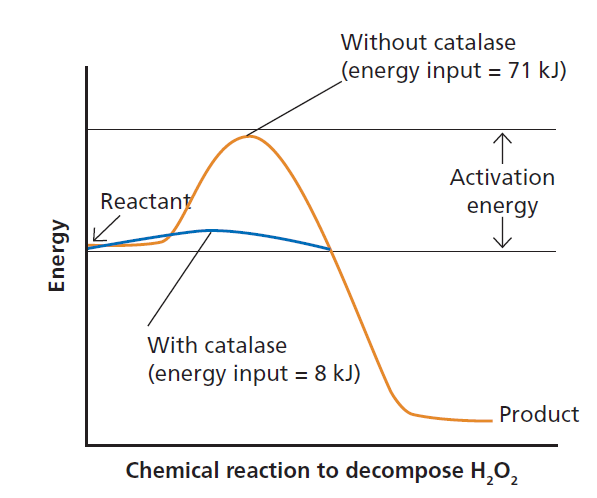 Without catalase
(energy input = 71 kJ)
Activation
energy
Reactant
Energy
With catalase
(energy input = 8 kJ)
Product
Chemical reaction to decompose H₂O₂